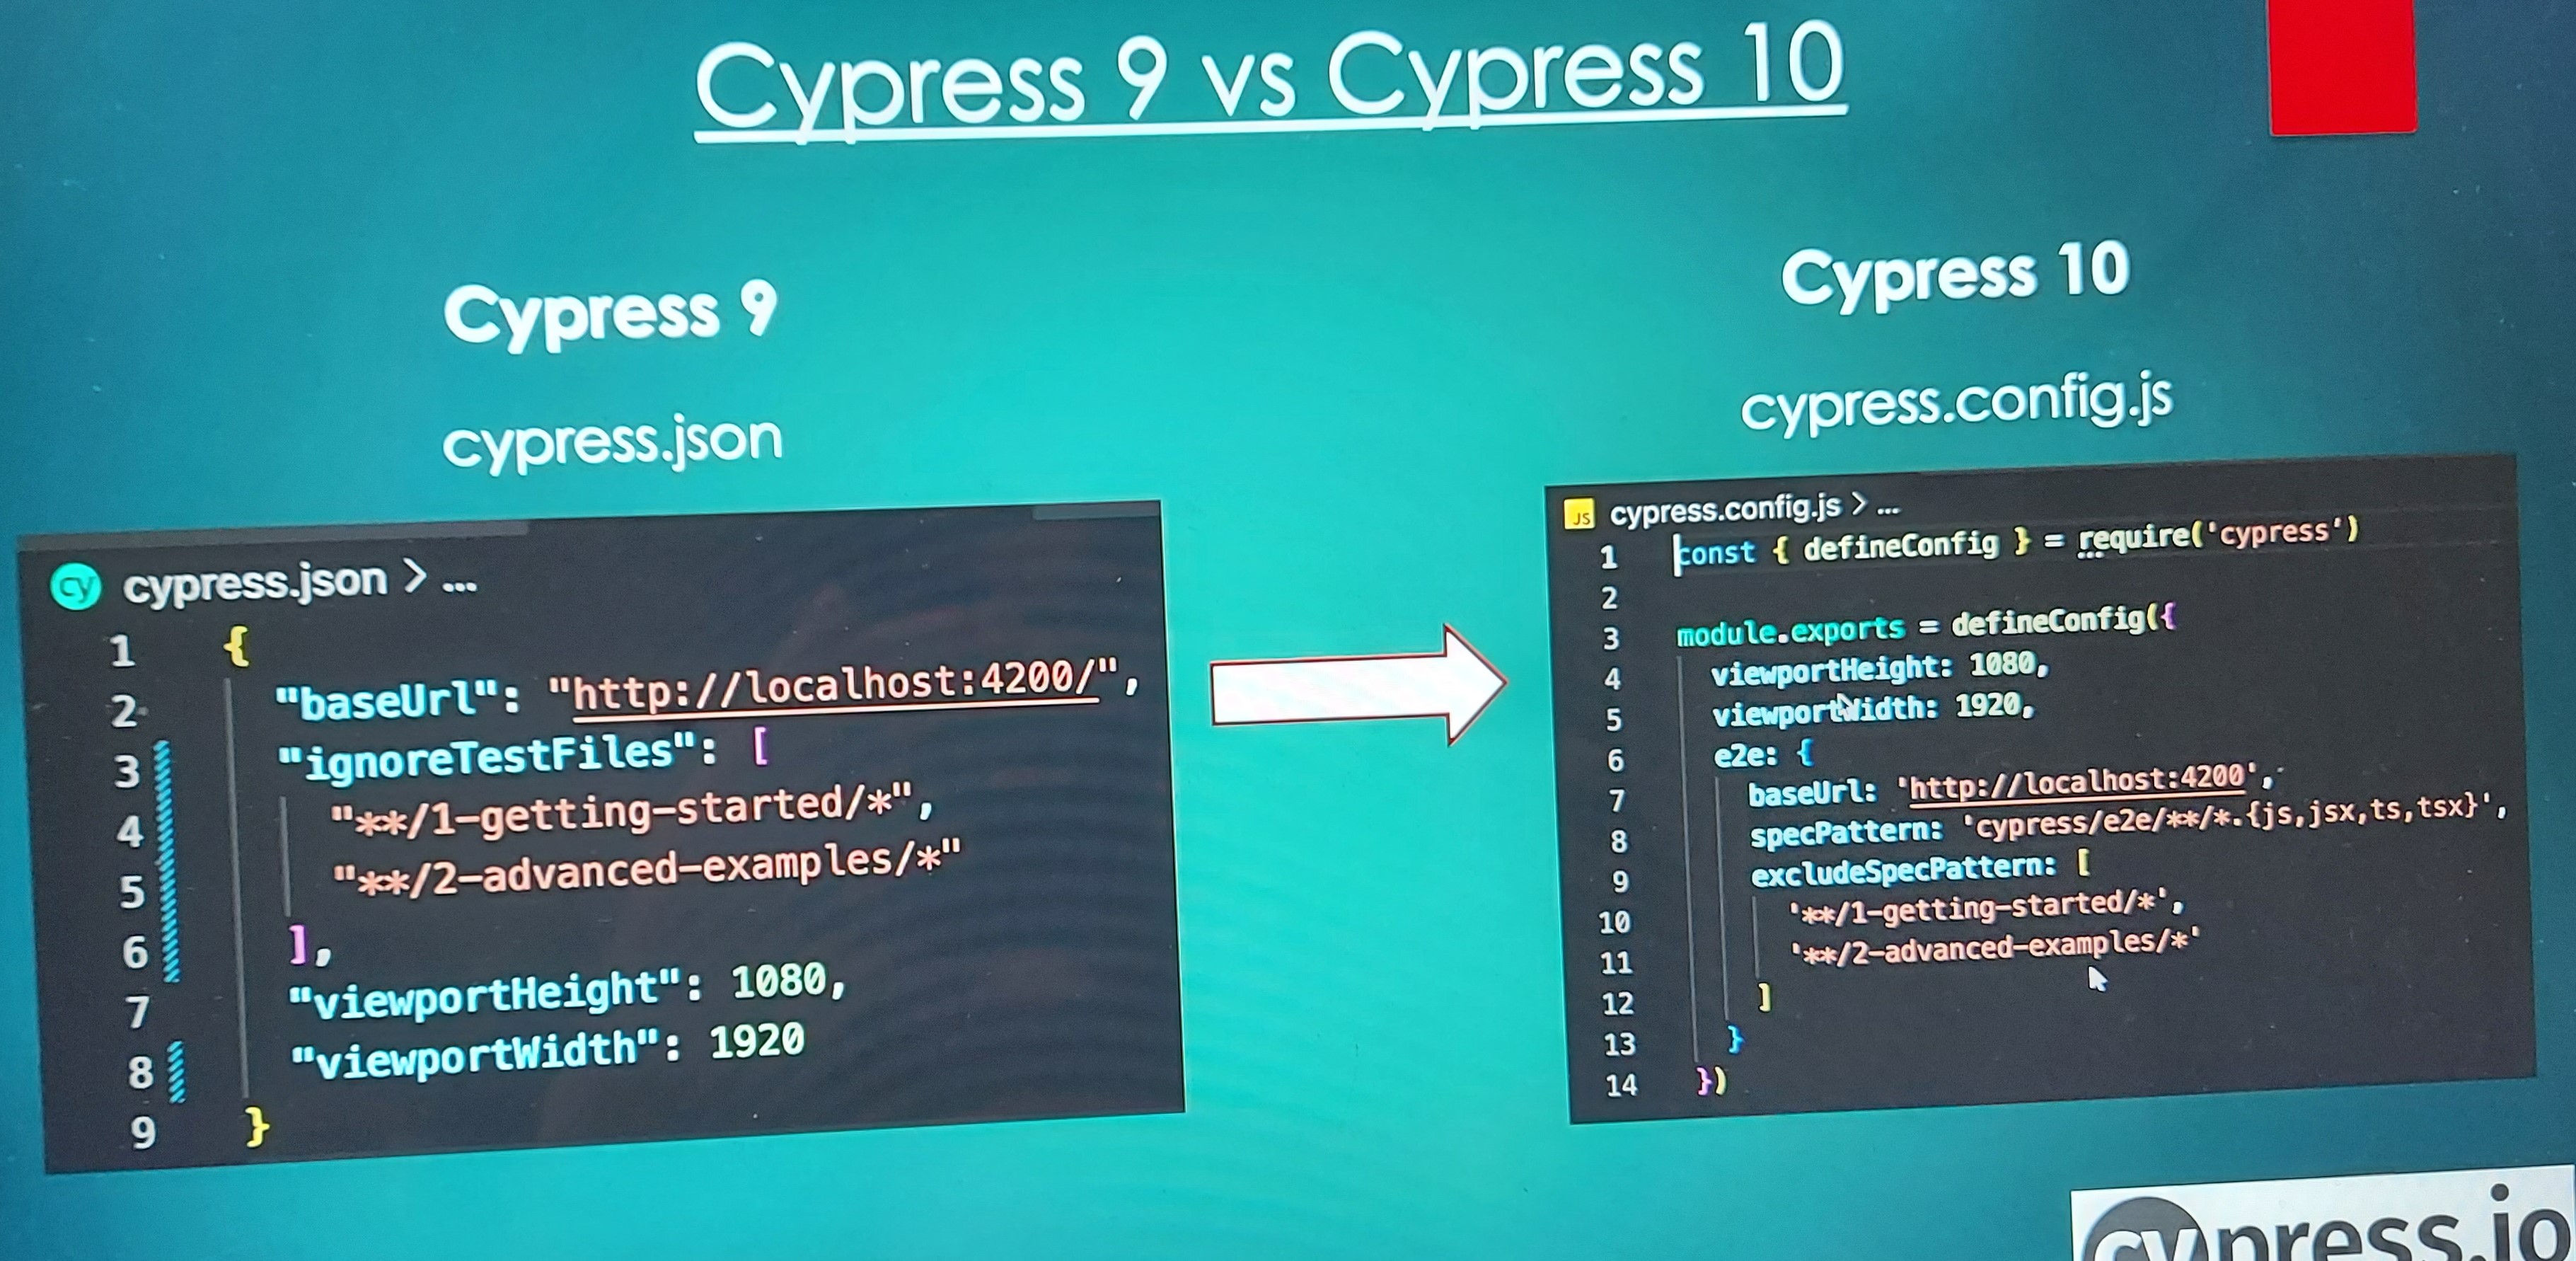 Cypress 9 vs Cypress 10
Cypress 9
cypress.json
cy cypress.json > ...
1 {
2 "baseUrl": "http://localhost:4200/",
3 "ignoreTestFiles": [
4 "**/1-getting-started/*",
5 "**/2-advanced-examples/*"
6 ],
7 "viewportHeight": 1080,
8 "viewportWidth": 1920
9 }
Cypress 10
cypress.config.js
JS cypress.config.js > ...
1 const { defineConfig } = require('cypress')
2
3 module.exports = defineConfig({
4 viewportHeight: 1080,
5 viewportWidth: 1920,
6 e2e: {
7 baseUrl: 'http://localhost:4200',
8 specPattern: 'cypress/e2e/**/*.{js,jsx,ts,tsx}',
9 excludeSpecPattern: [
10 '**/1-getting-started/*',
11 '**/2-advanced-examples/*'
12 ]
13 }
14 })
cypress.io